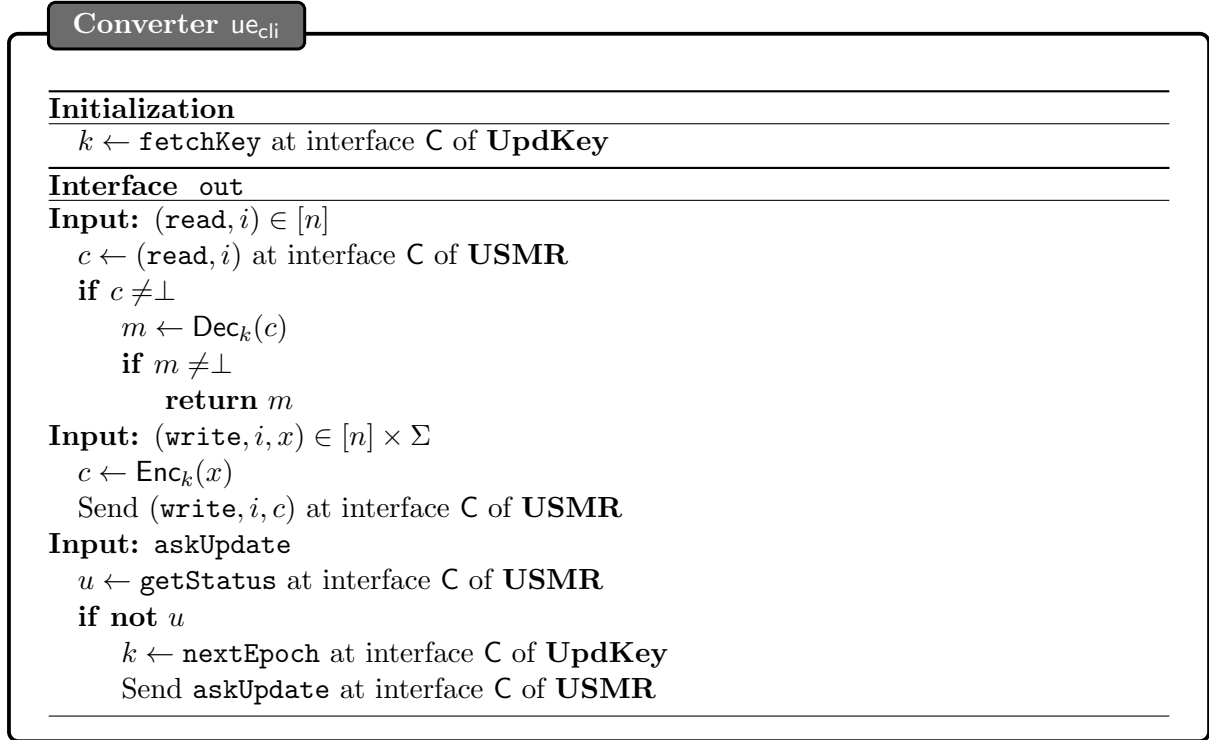 Converter ue_cli
Initialization
k ← fetchKey at interface C of UpdKey
Interface out
Input: (read, i) ∈ [n]
c ← (read, i) at interface C of USMR
if c ≠⊥
m ← Dec_k(c)
if m ≠⊥
return m
Input: (write, i, x) ∈ [n] × Σ
c ← Enc_k(x)
Send (write, i, c) at interface C of USMR
Input: askUpdate
u ← getStatus at interface C of USMR
if not u
k ← nextEpoch at interface C of UpdKey
Send askUpdate at interface C of USMR